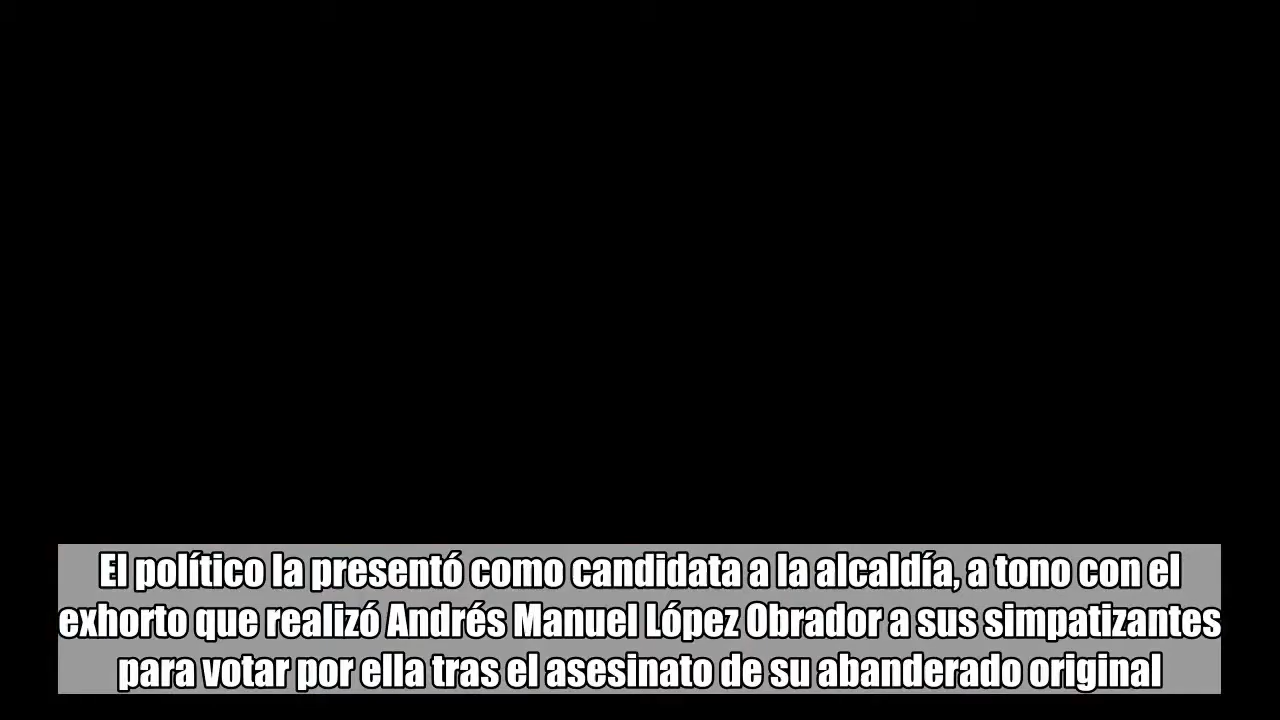 El político la presentó como candidata a la alcaldía, a tono con el
exhorto que realizó Andrés Manuel López Obrador a sus simpatizantes
para votar por ella tras el asesinato de su abanderado original